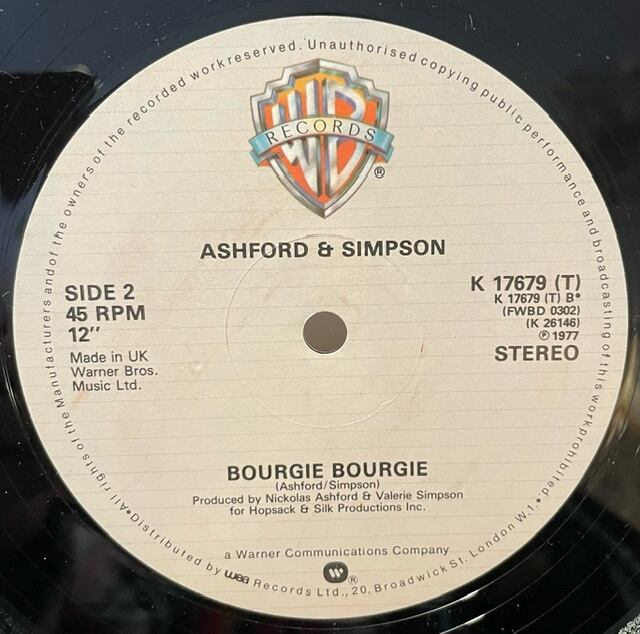 WB
RECORDS
®
ASHFORD & SIMPSON
SIDE 2
45 RPM
12"
Made in UK
Warner Bros.
Music Ltd.
K 17679 (T)
K 17679 (T) B*
(FWBD 0302)
(K 26146)
℗ 1977
STEREO
BOURGIE BOURGIE
(Ashford/Simpson)
Produced by Nickolas Ashford & Valerie Simpson
for Hopsack & Silk Productions Inc.
a Warner Communications Company
®
•All rights of the Manufacturers and of the owners of the recorded work reserved. Unauthorised copying public performance and broadcasting of this work prohibited.•
Distributed by wea Records Ltd., 20, Broadwick St. London W.1.